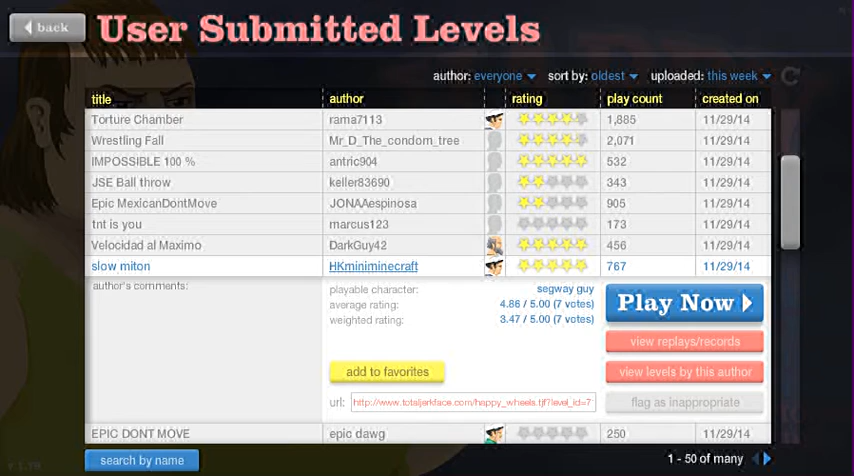 back
User Submitted Levels
author: everyone sort by: oldest uploaded: this week
title author rating play count created on
Torture Chamber rama7113 1,885 11/29/14
Wrestling Fall Mr_D_The_condom_tree 2,071 11/29/14
IMPOSSIBLE 100 % antric904 532 11/29/14
JSE Ball throw keller83690 343 11/29/14
Epic MexicanDontMove JONAAespinosa 905 11/29/14
tnt is you marcus123 173 11/29/14
Velocidad al Maximo DarkGuy42 456 11/29/14
slow miton HKminiminecraft 767 11/29/14
author's comments:
playable character: segway guy
average rating: 4.86 / 5.00 (7 votes)
weighted rating: 3.47 / 5.00 (7 votes)
Play Now
view replays/records
add to favorites
view levels by this author
url: http://www.totaljerkface.com/happy_wheels.tjf?level_id=7
flag as inappropriate
EPIC DONT MOVE epic dawg 250 11/29/14
search by name
1 - 50 of many